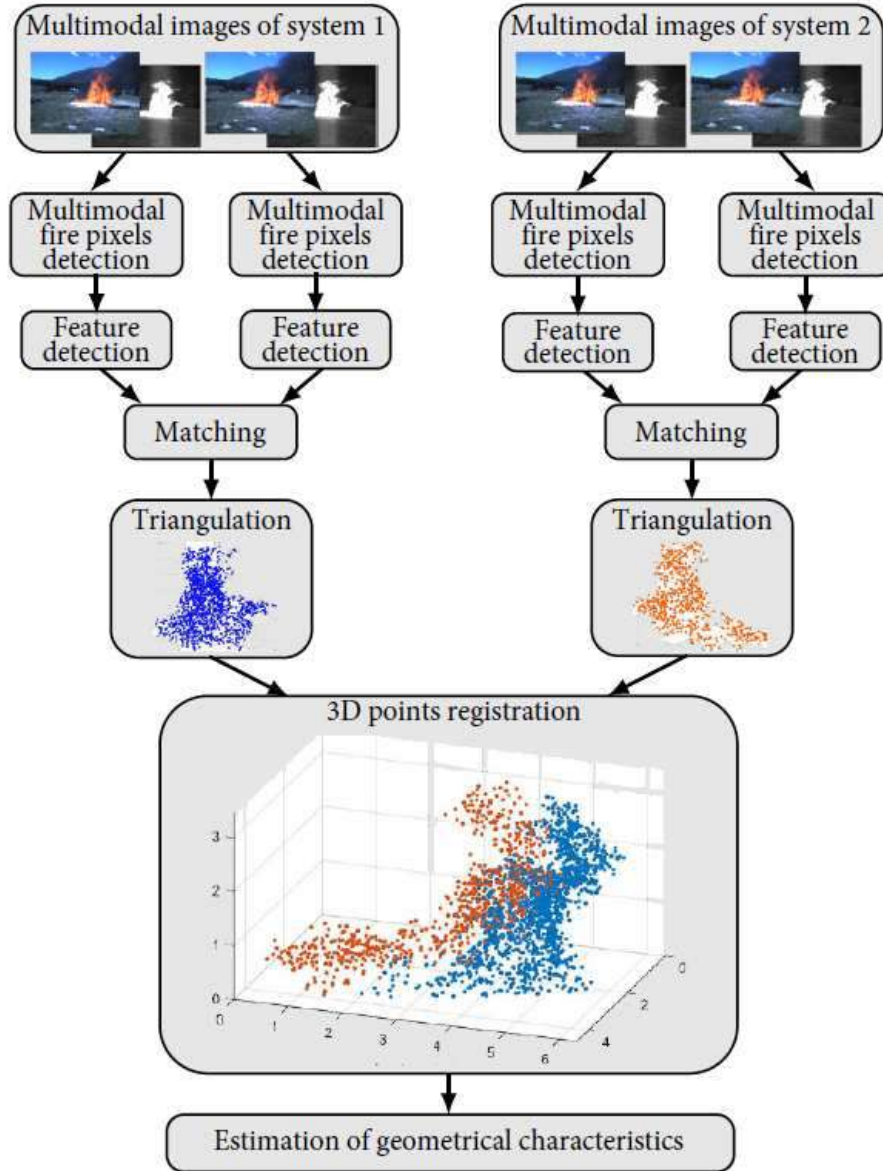 Multimodal images of system 1
Multimodal images of system 2
Multimodal
fire pixels
detection
Multimodal
fire pixels
detection
Multimodal
fire pixels
detection
Multimodal
fire pixels
detection
Feature
detection
Feature
detection
Feature
detection
Feature
detection
Matching
Matching
Triangulation
Triangulation
3D points registration
3
2
1
0
0
1
2
3
4
5
6
4
2
0
Estimation of geometrical characteristics